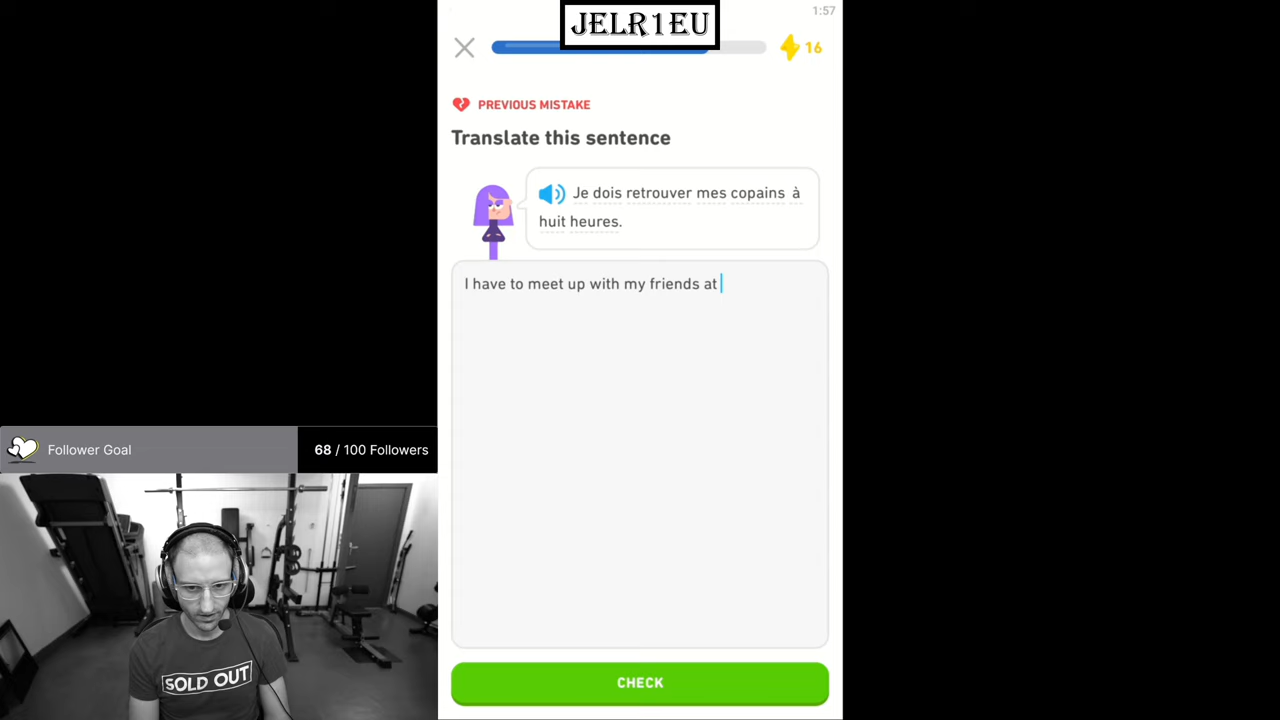 JELR1EU
1:57
16
PREVIOUS MISTAKE
Translate this sentence
Je dois retrouver mes copains à
huit heures.
I have to meet up with my friends at
Follower Goal
68 / 100 Followers
SOLD OUT
CHECK